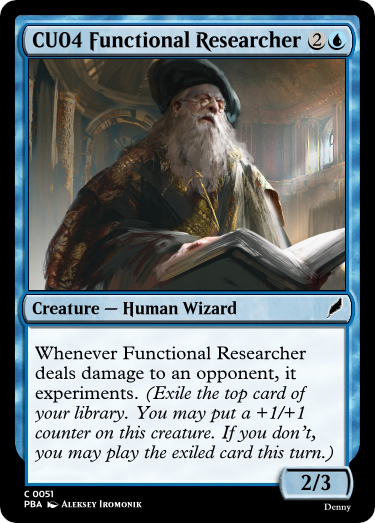 CU04 Functional Researcher 2
Creature — Human Wizard
Whenever Functional Researcher
deals damage to an opponent, it
experiments. (Exile the top card of
your library. You may put a +1/+1
counter on this creature. If you don't,
you may play the exiled card this turn.)
2/3
C 0051
PBA Aleksey Iromonik
Denny